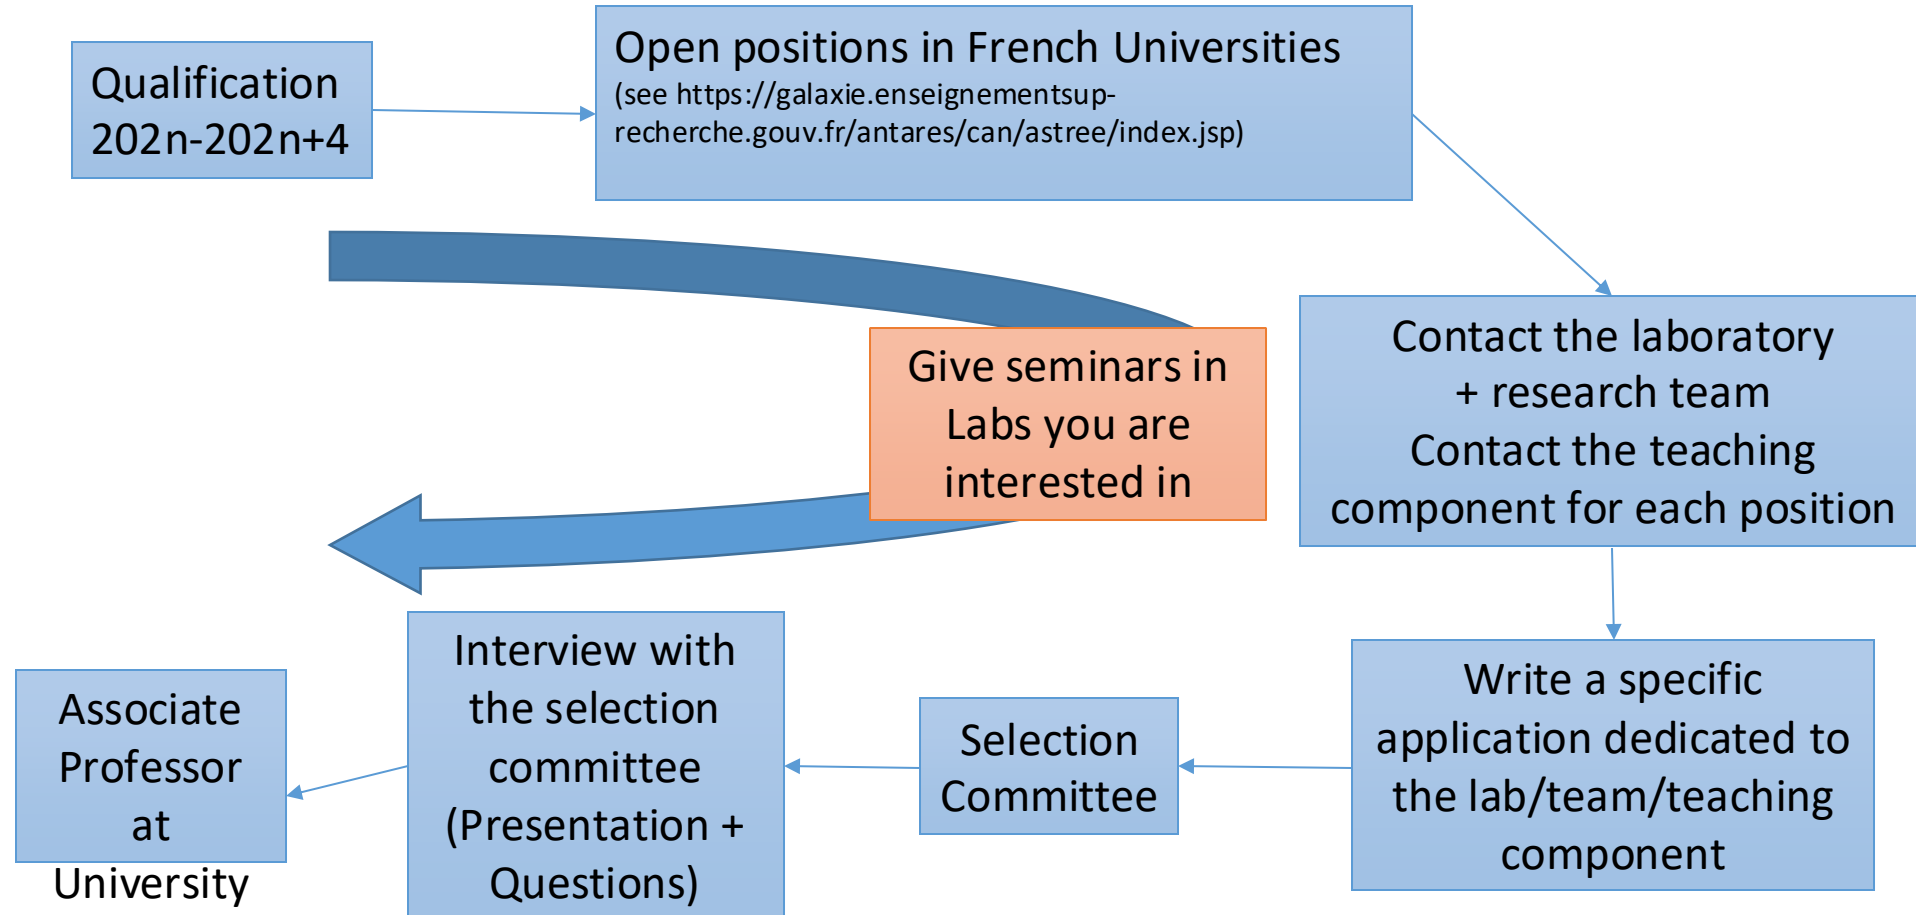 Qualification
202n-202n+4
Open positions in French Universities
(see https://galaxie.enseignementsup-
recherche.gouv.fr/antares/can/astree/index.jsp)
Give seminars in
Labs you are
interested in
Contact the laboratory
+ research team
Contact the teaching
component for each position
Write a specific
application dedicated to
the lab/team/teaching
component
Selection
Committee
Interview with
the selection
committee
(Presentation +
Questions)
Associate
Professor
at
University